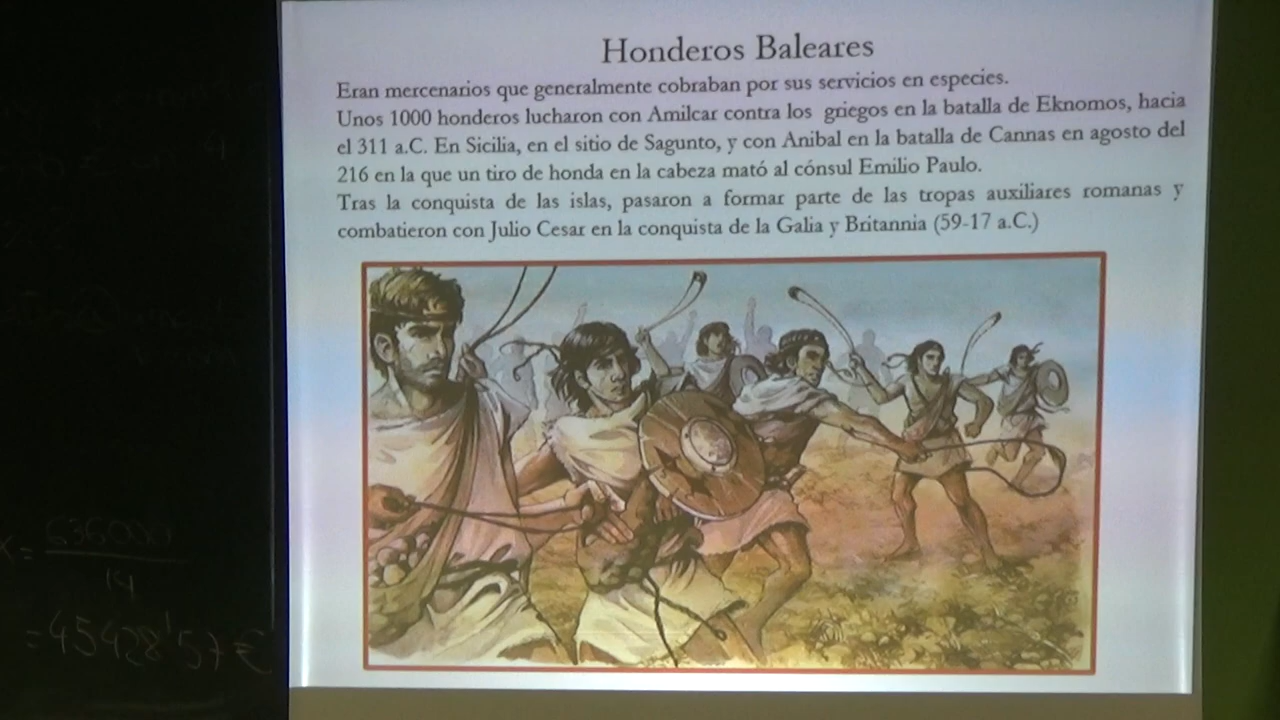 Honderos Baleares
Eran mercenarios que generalmente cobraban por sus servicios en especies.
Unos 1000 honderos lucharon con Amilcar contra los griegos en la batalla de Eknomos, hacia
el 311 a.C. En Sicilia, en el sitio de Sagunto, y con Anibal en la batalla de Cannas en agosto del
216 en la que un tiro de honda en la cabeza mató al cónsul Emilio Paulo.
Tras la conquista de las islas, pasaron a formar parte de las tropas auxiliares romanas y
combatieron con Julio Cesar en la conquista de la Galia y Britannia (59-17 a.C.)
14
=45428'57 €